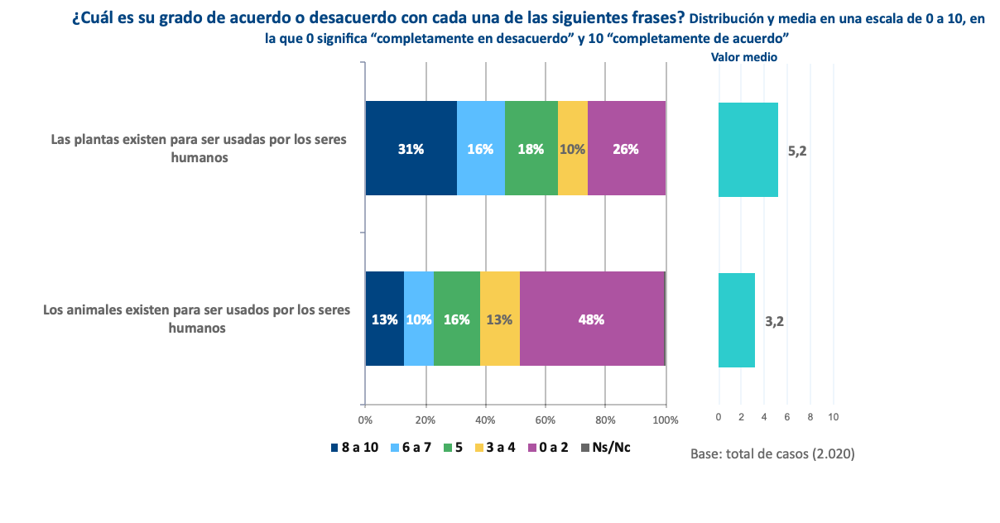 ¿Cuál es su grado de acuerdo o desacuerdo con cada una de las siguientes frases? Distribución y media en una escala de 0 a 10, en
la que 0 significa “completamente en desacuerdo” y 10 “completamente de acuerdo”
Valor medio
Las plantas existen para ser usadas por los seres
humanos
31% 16% 18% 10% 26%
5,2
Los animales existen para ser usados por los seres
humanos
13% 10% 16% 13% 48%
3,2
0% 20% 40% 60% 80% 100%
0 2 4 6 8 10
8 a 10 6 a 7 5 3 a 4 0 a 2 Ns/Nc
Base: total de casos (2.020)